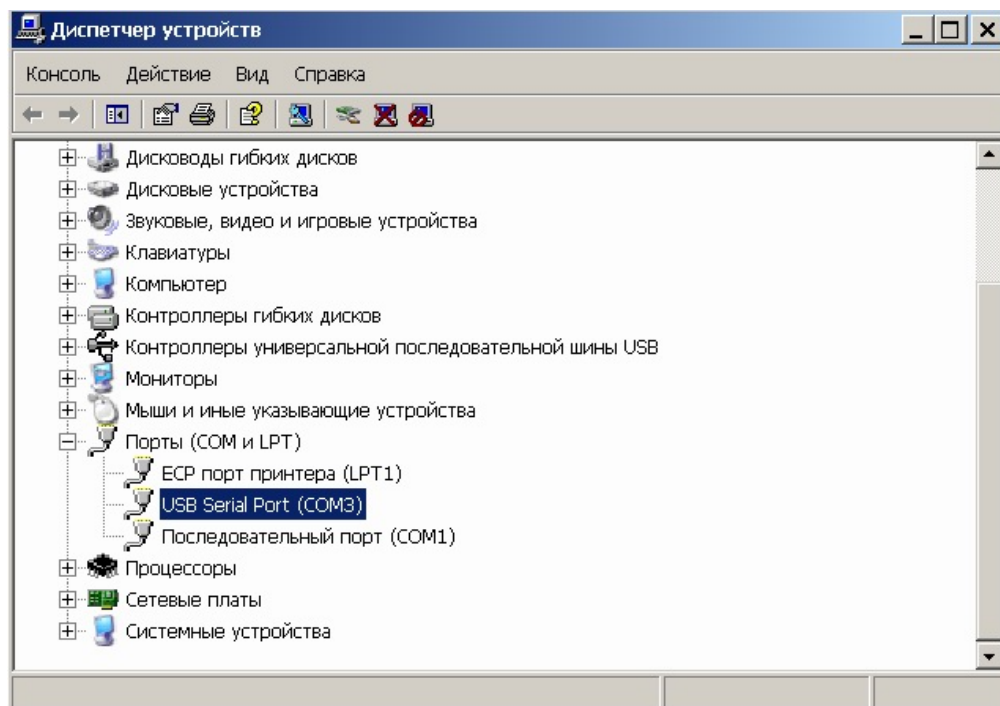 Диспетчер устройств
Консоль Действие Вид Справка
Дисководы гибких дисков
Дисковые устройства
Звуковые, видео и игровые устройства
Клавиатуры
Компьютер
Контроллеры гибких дисков
Контроллеры универсальной последовательной шины USB
Мониторы
Мыши и иные указывающие устройства
Порты (COM и LPT)
ECP порт принтера (LPT1)
USB Serial Port (COM3)
Последовательный порт (COM1)
Процессоры
Сетевые платы
Системные устройства